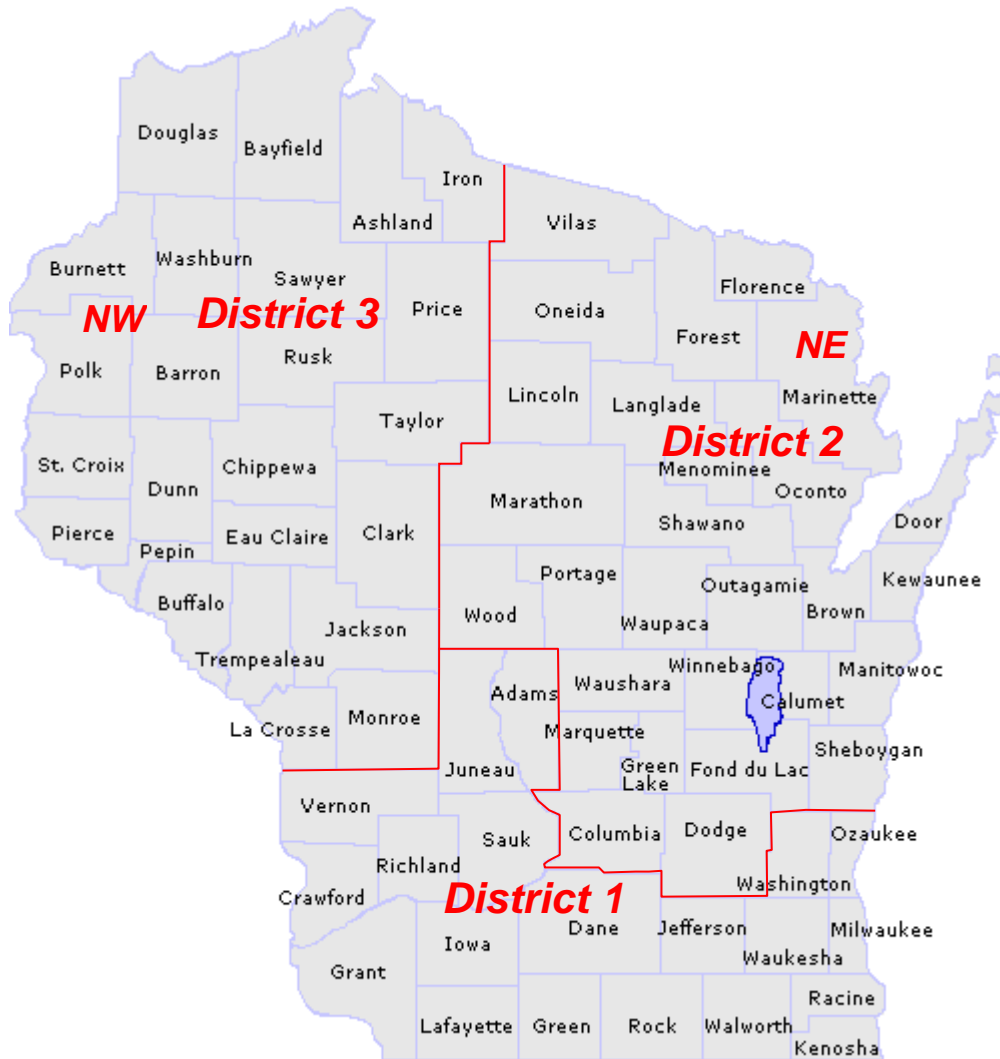 Douglas
Bayfield
Iron
Ashland
Vilas
Burnett
Washburn
Sawyer
Florence
NW
District 3
Price
Oneida
Forest
NE
Polk
Barron
Rusk
Lincoln
Langlade
Marinette
Taylor
District 2
St. Croix
Chippewa
Menominee
Dunn
Oconto
Marathon
Shawano
Door
Pierce
Pepin
Eau Claire
Clark
Portage
Outagamie
Kewaunee
Buffalo
Wood
Waupaca
Brown
Jackson
Trempealeau
Winnebago
Manitowoc
Adams
Waushara
Calumet
La Crosse
Monroe
Marquette
Sheboygan
Juneau
Green
Lake
Fond du Lac
Vernon
Sauk
Columbia
Dodge
Ozaukee
Richland
Crawford
District 1
Washington
Iowa
Dane
Jefferson
Milwaukee
Waukesha
Grant
Racine
Lafayette
Green
Rock
Walworth
Kenosha